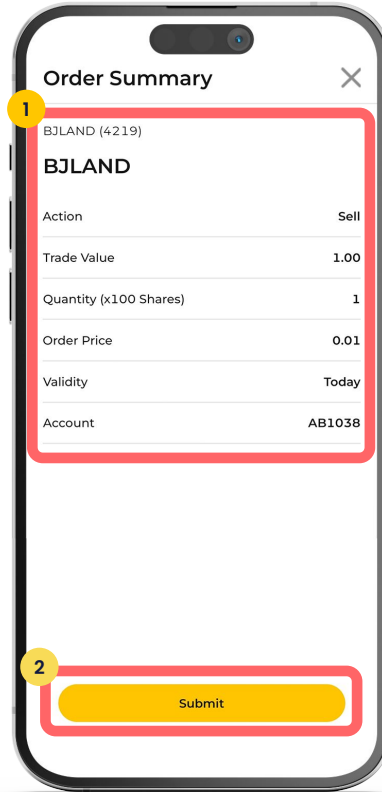 Order Summary
1
BJLAND (4219)
BJLAND
Action Sell
Trade Value 1.00
Quantity (x100 Shares) 1
Order Price 0.01
Validity Today
Account AB1038
2
Submit